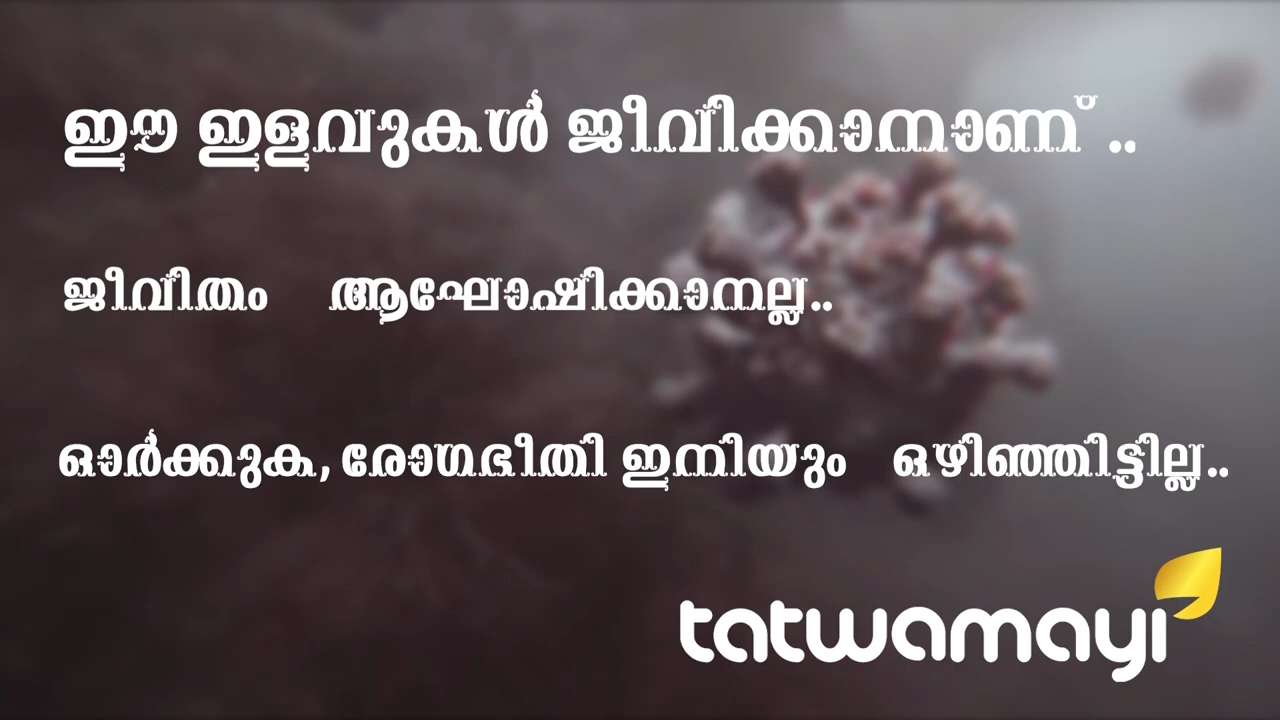 ഈ ഇളവുകൾ ജീവിക്കാനാണ് ..
ജീവിതം ആഘോഷിക്കാനല്ല..
ഓർക്കുക, രോഗഭീതി ഇനിയും ഒഴിഞ്ഞിട്ടില്ല..
tatwamayi